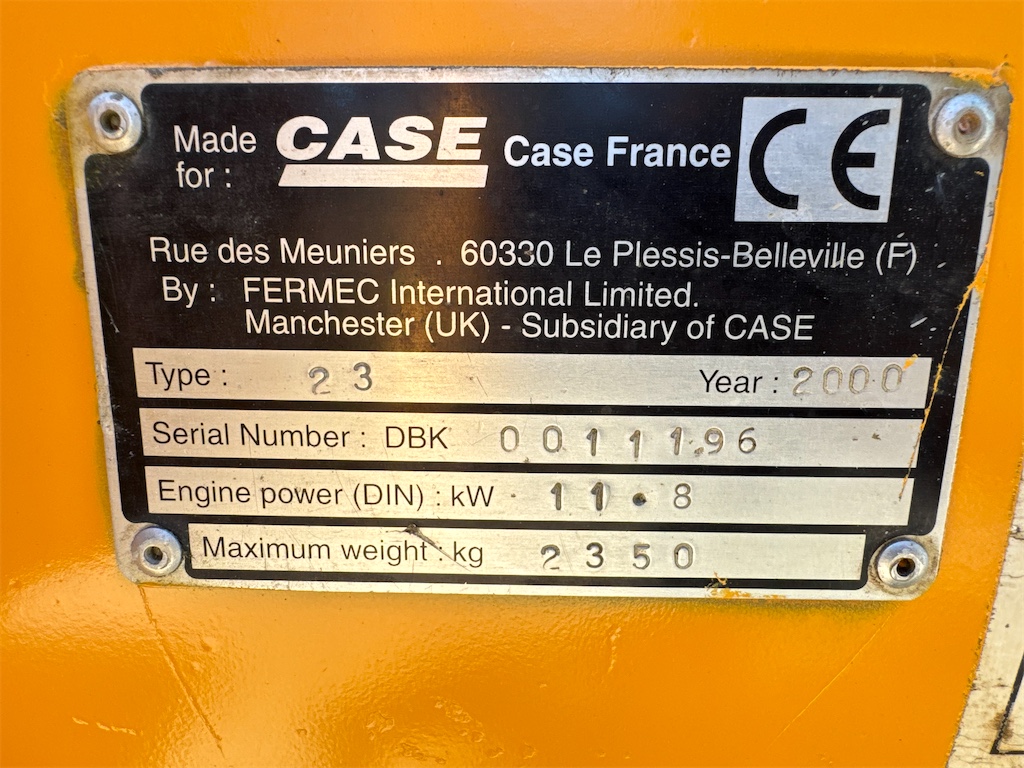 Made for : CASE Case France CE
Rue des Meuniers . 60330 Le Plessis-Belleville (F)
By : FERMEC International Limited.
Manchester (UK) - Subsidiary of CASE
Type : 23 Year : 2000
Serial Number : DBK 0011196
Engine power (DIN) : kW 11.8
Maximum weight : kg 2350